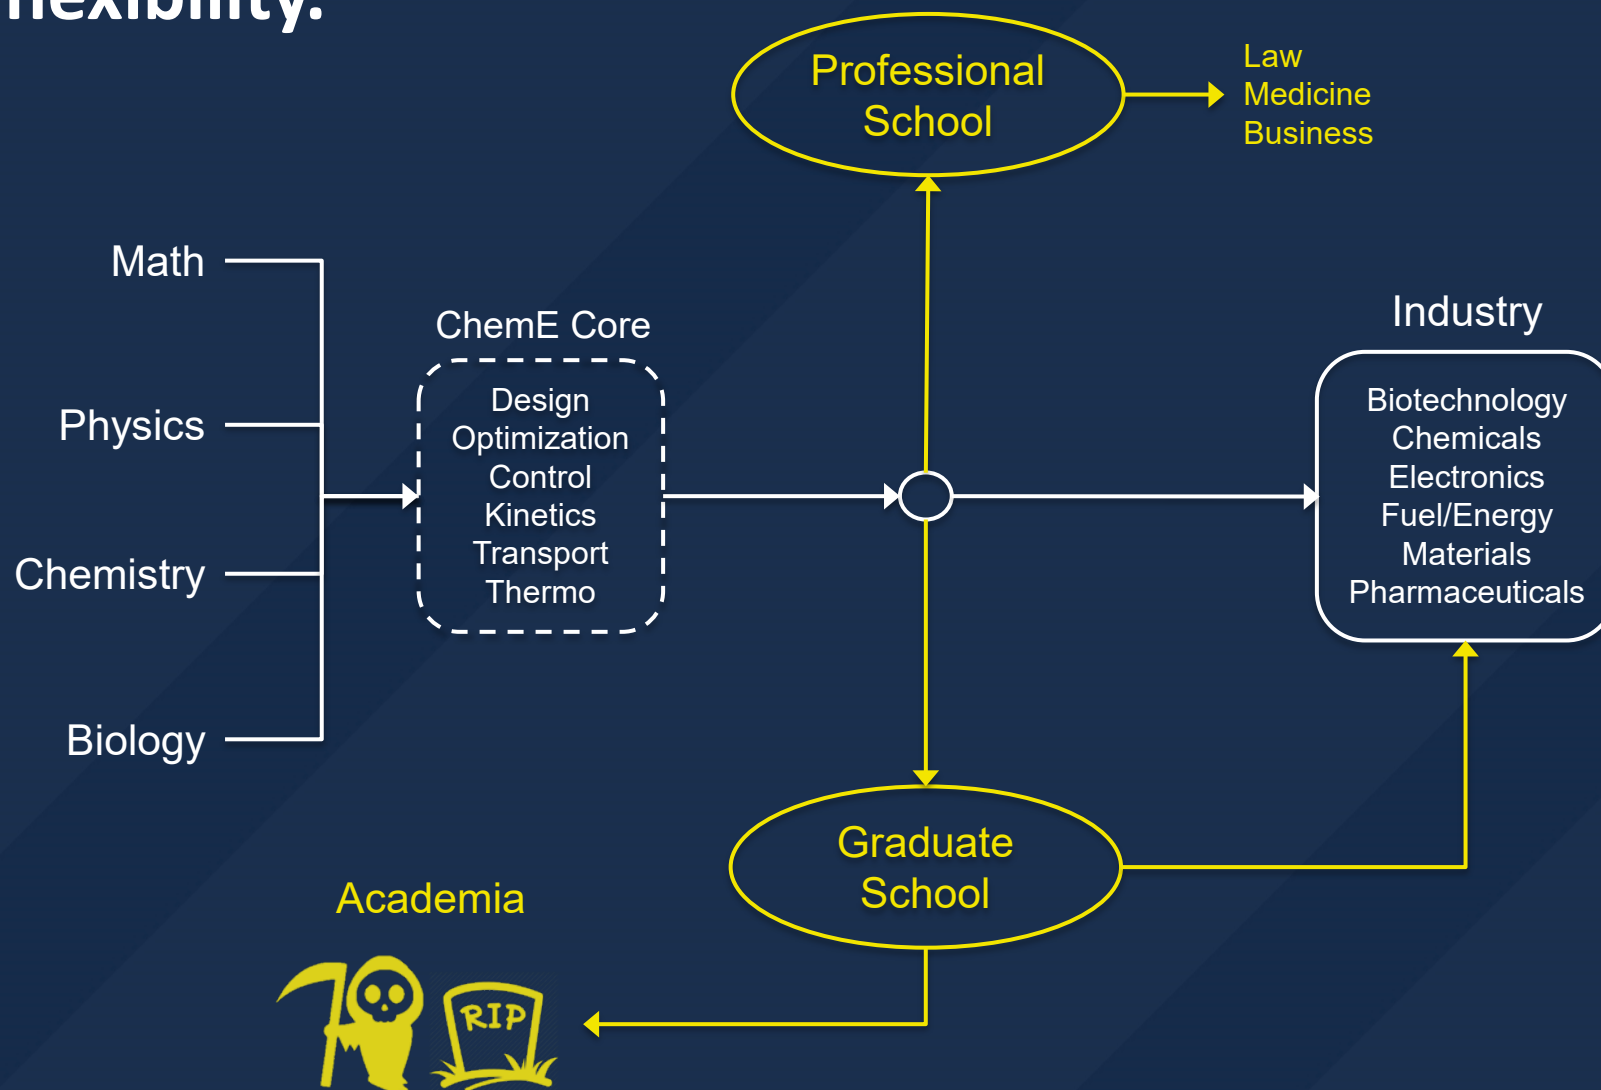 flexibility.
Professional
School
Law
Medicine
Business
Math
Physics
Chemistry
Biology
ChemE Core
Design
Optimization
Control
Kinetics
Transport
Thermo
Industry
Biotechnology
Chemicals
Electronics
Fuel/Energy
Materials
Pharmaceuticals
Graduate
School
Academia
RIP